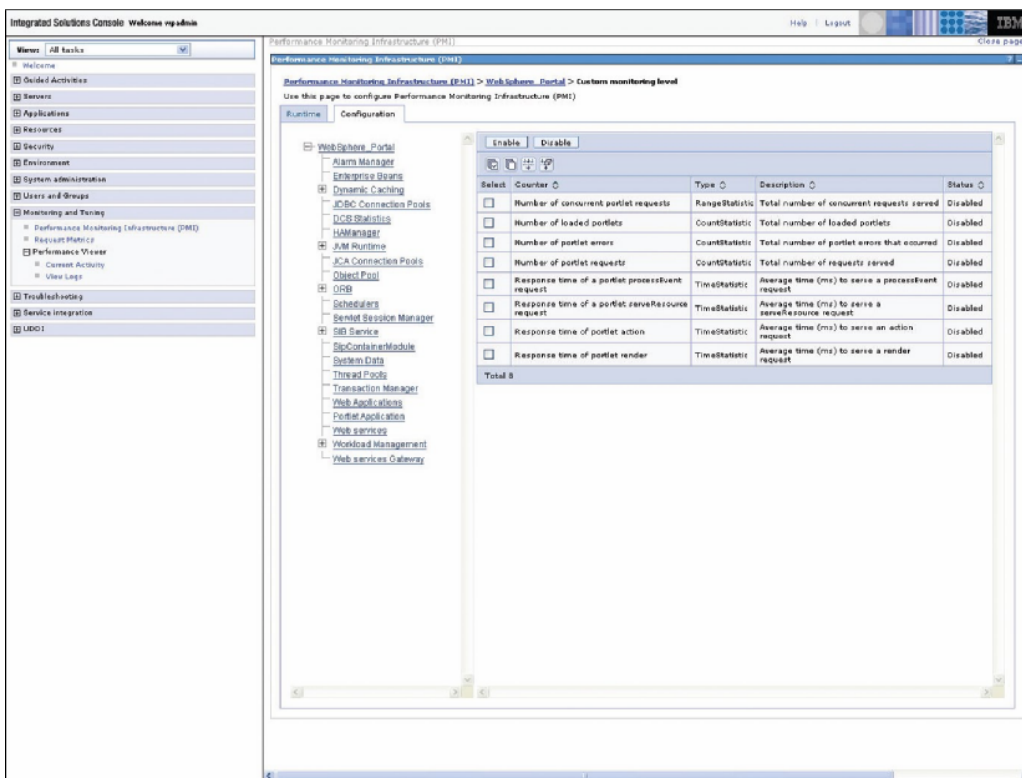 Integrated Solutions Console Welcome wpadmin
Help | Logout
IBM
View: All tasks
Welcome
Guided Activities
Servers
Applications
Resources
Security
Environment
System administration
Users and Groups
Monitoring and Tuning
Performance Monitoring Infrastructure (PMI)
Request Metrics
Performance Viewer
Current Activity
View Logs
Troubleshooting
Service integration
UDDI
Performance Monitoring Infrastructure (PMI)
Close page
Performance Monitoring Infrastructure (PMI)
? -
Performance Monitoring Infrastructure (PMI) > WebSphere_Portal > Custom monitoring level
Use this page to configure Performance Monitoring Infrastructure (PMI)
Runtime Configuration
WebSphere_Portal
Alarm Manager
Enterprise Beans
Dynamic Caching
JDBC Connection Pools
DCS Statistics
HAManager
JVM Runtime
JCA Connection Pools
Object Pool
ORB
Schedulers
Servlet Session Manager
SIB Service
SipContainerModule
System Data
Thread Pools
Transaction Manager
Web Applications
Portlet Application
Web services
Workload Management
Web services Gateway
Enable Disable
Select Counter Type Description Status
Number of concurrent portlet requests RangeStatistic Total number of concurrent requests served Disabled
Number of loaded portlets CountStatistic Total number of loaded portlets Disabled
Number of portlet errors CountStatistic Total number of portlet errors that occurred Disabled
Number of portlet requests CountStatistic Total number of requests served Disabled
Response time of a portlet processEvent request TimeStatistic Average time (ms) to serve a processEvent request Disabled
Response time of a portlet serveResource request TimeStatistic Average time (ms) to serve a serveResource request Disabled
Response time of portlet action TimeStatistic Average time (ms) to serve an action request Disabled
Response time of portlet render TimeStatistic Average time (ms) to serve a render request Disabled
Total 8